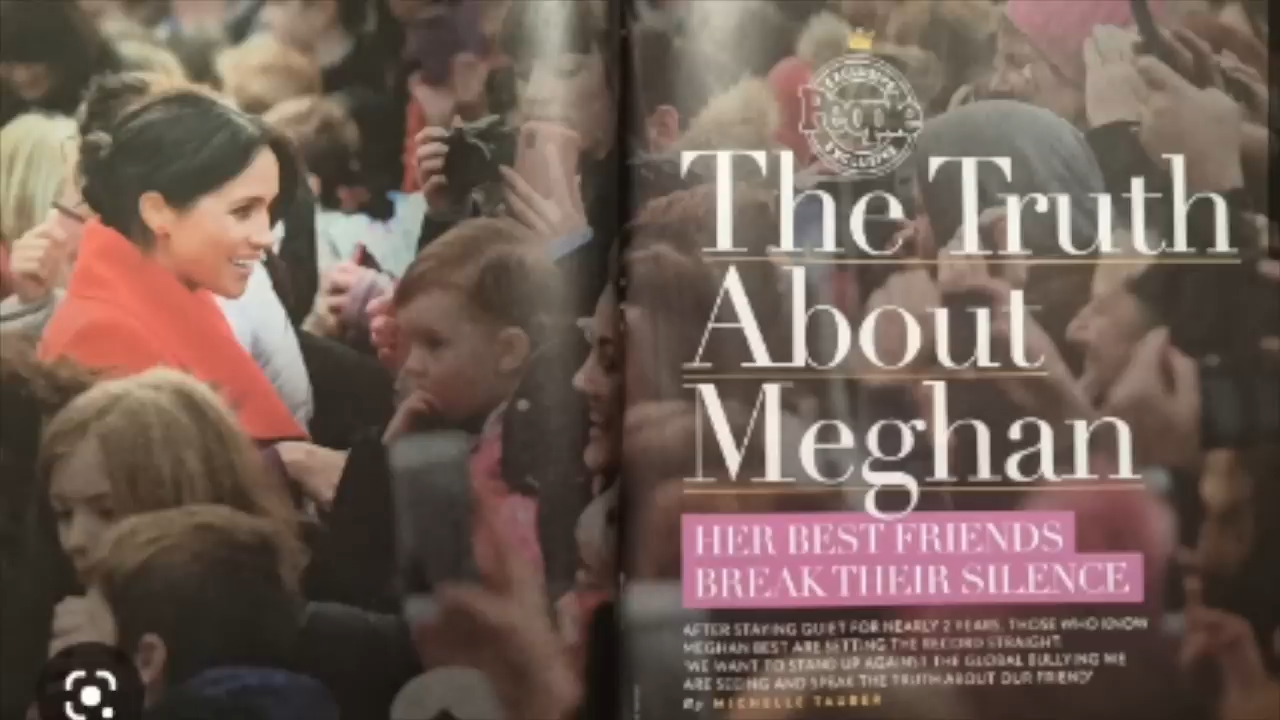 EXCLUSIVE
People
EXCLUSIVE
The Truth
About
Meghan
HER BEST FRIENDS
BREAK THEIR SILENCE
AFTER STAYING QUIET FOR NEARLY 2 YEARS, THOSE WHO KNOW
MEGHAN BEST ARE SETTING THE RECORD STRAIGHT:
'WE WANT TO STAND UP AGAINST THE GLOBAL BULLYING WE
ARE SEEING AND SPEAK THE TRUTH ABOUT OUR FRIEND'
By MICHELLE TAUBER